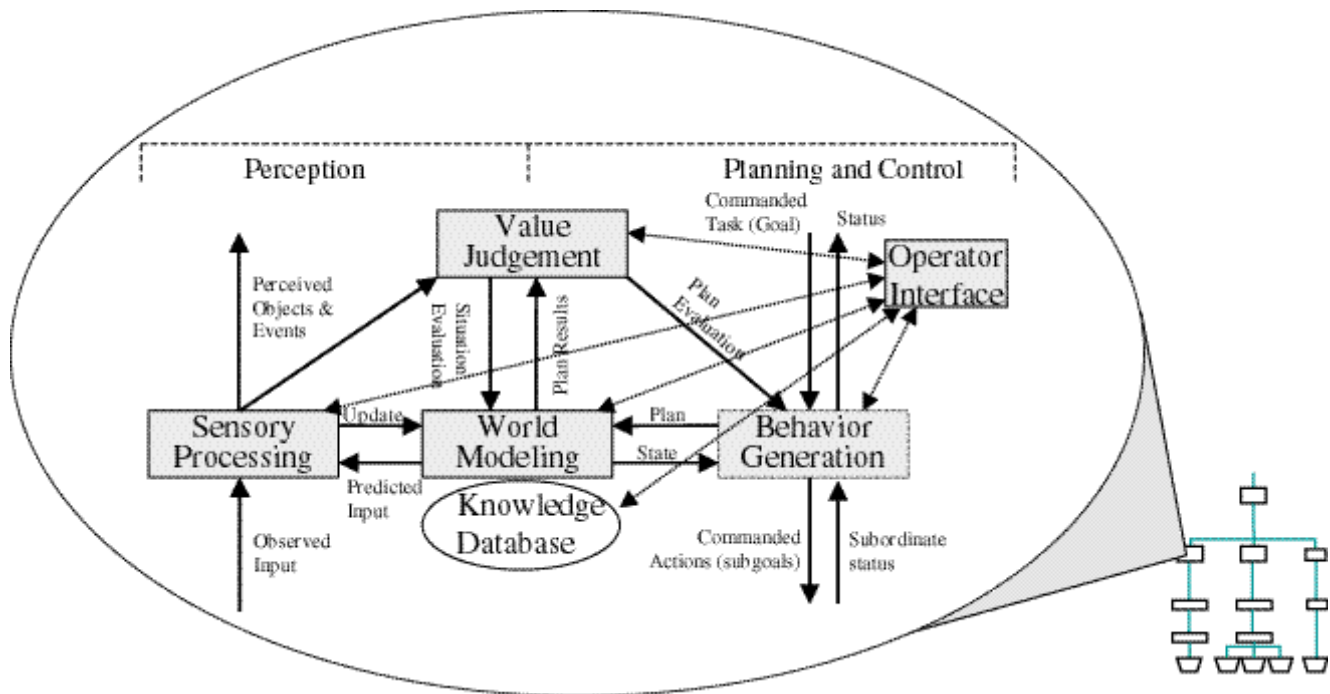 Perception
Planning and Control
Commanded
Task (Goal)
Status
Value
Judgement
Operator
Interface
Perceived
Objects &
Events
Situation
Evaluation
Plan Results
Plan
Evaluation
Update
Plan
Sensory
Processing
World
Modeling
Behavior
Generation
State
Predicted
Input
Knowledge
Database
Observed
Input
Commanded
Actions (subgoals)
Subordinate
status